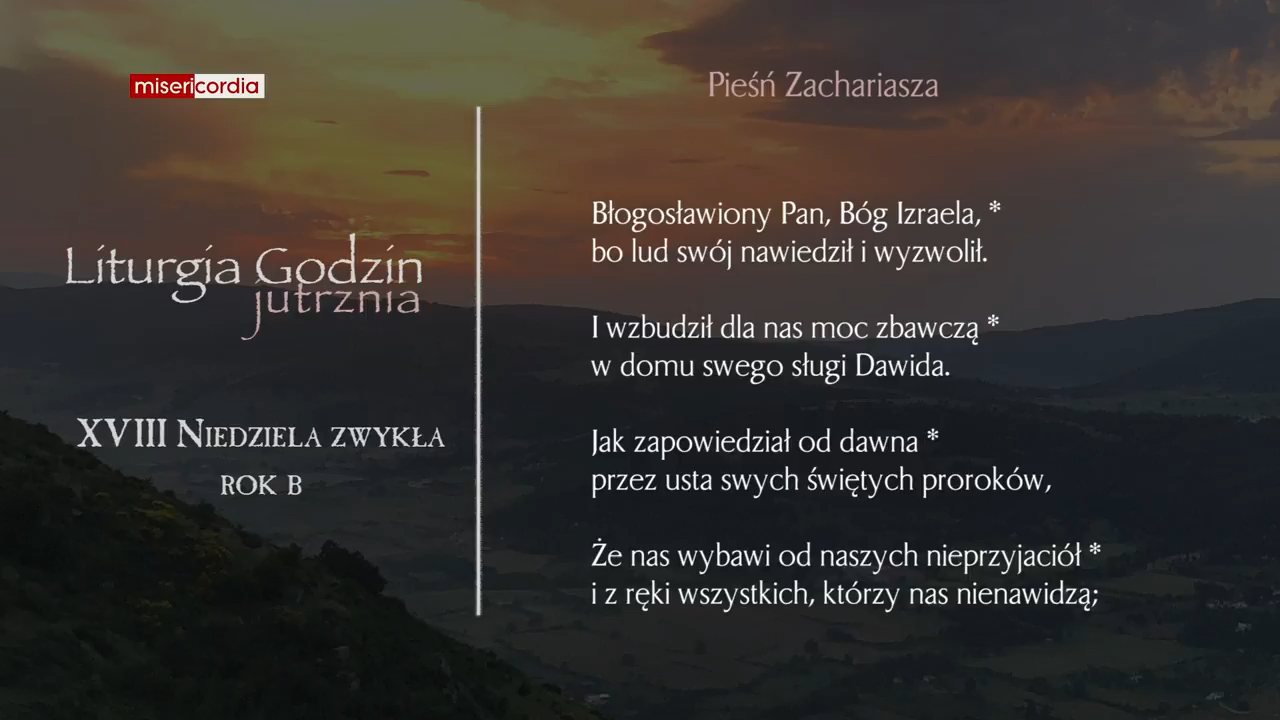 misericordia
Liturgia Godzin
jutrznia
XVIII Niedziela zwykła
rok B
Pieśń Zachariasza
Błogosławiony Pan, Bóg Izraela, *
bo lud swój nawiedził i wyzwolił.
I wzbudził dla nas moc zbawczą *
w domu swego sługi Dawida.
Jak zapowiedział od dawna *
przez usta swych świętych proroków,
Że nas wybawi od naszych nieprzyjaciół *
i z ręki wszystkich, którzy nas nienawidzą;